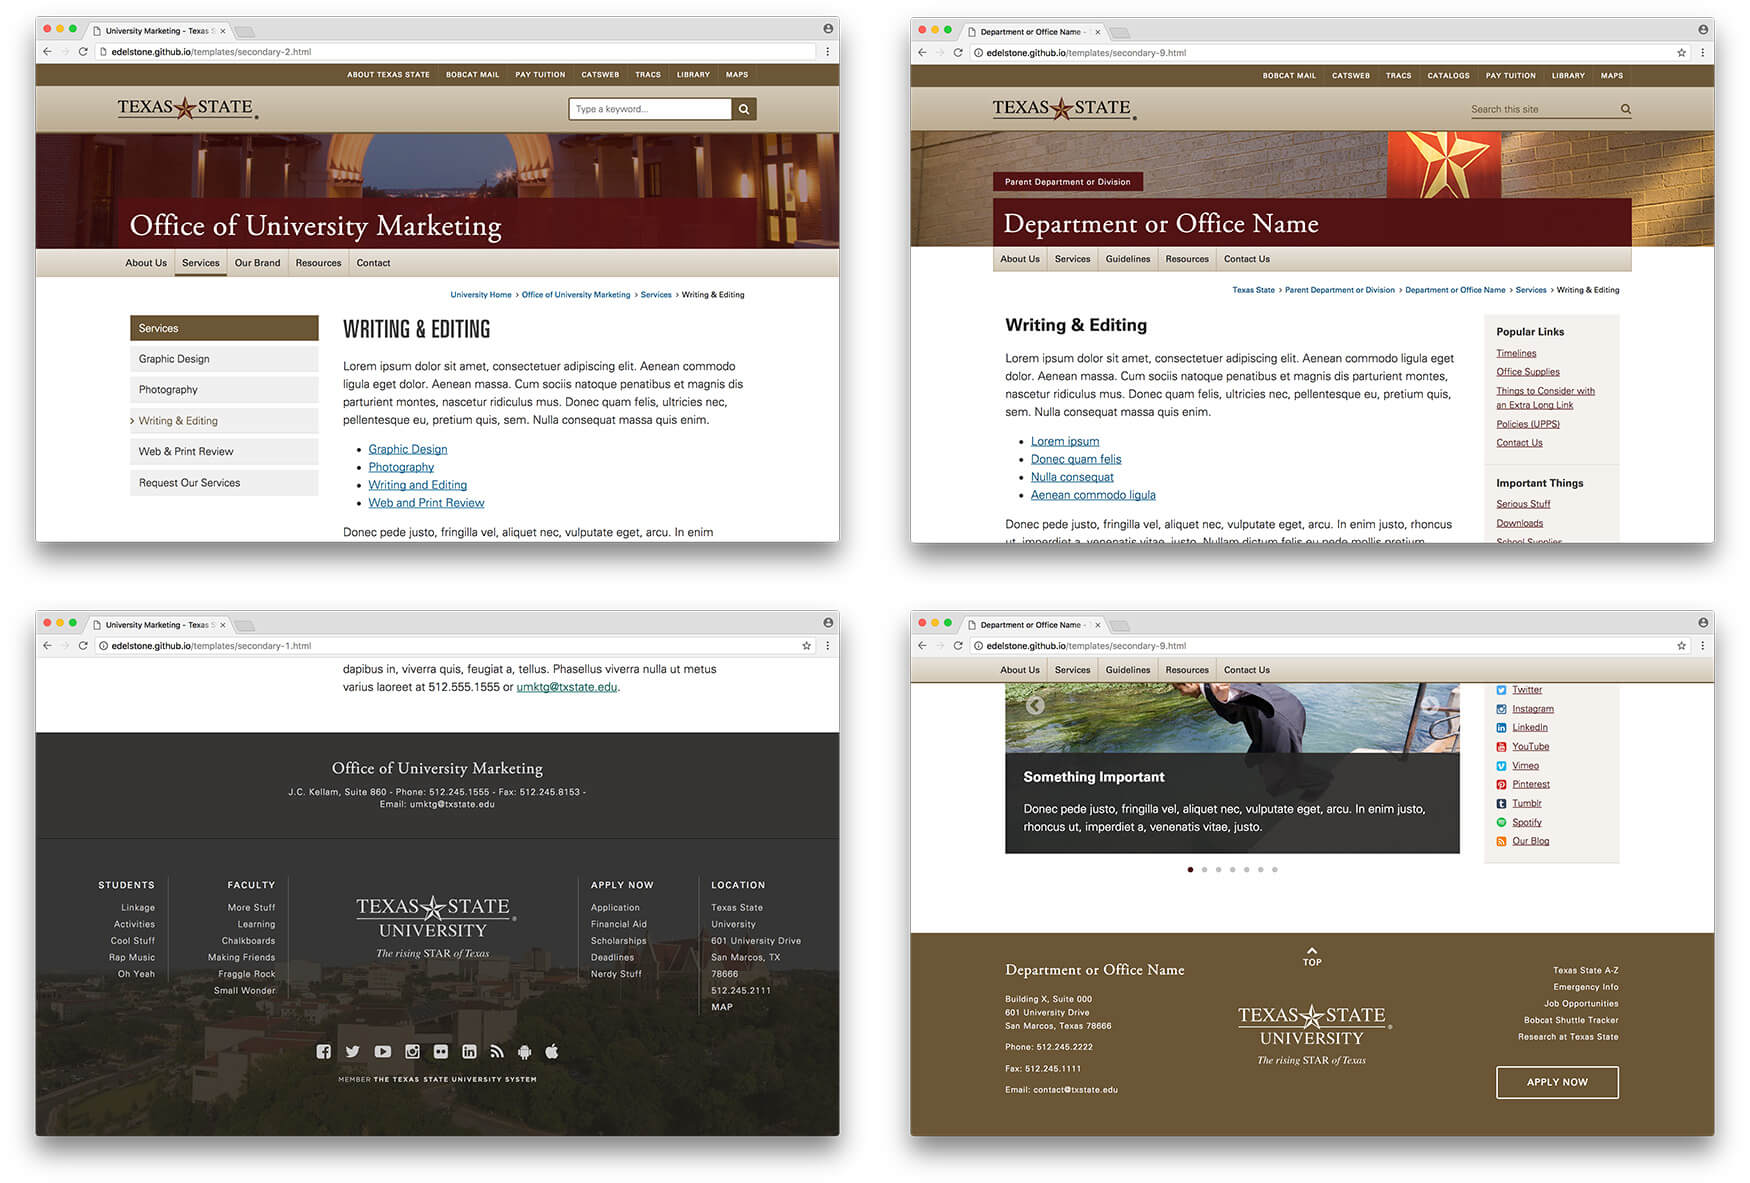 University Marketing - Texas S
edelstone.github.io/templates/secondary-2.html
ABOUT TEXAS STATE BOBCAT MAIL PAY TUITION CATSWEB TRACS LIBRARY MAPS
TEXAS STATE
Type a keyword...
Office of University Marketing
About Us Services Our Brand Resources Contact
University Home › Office of University Marketing › Services › Writing & Editing
Services
Graphic Design
Photography
› Writing & Editing
Web & Print Review
Request Our Services
WRITING & EDITING
Lorem ipsum dolor sit amet, consectetuer adipiscing elit. Aenean commodo
ligula eget dolor. Aenean massa. Cum sociis natoque penatibus et magnis dis
parturient montes, nascetur ridiculus mus. Donec quam felis, ultricies nec,
pellentesque eu, pretium quis, sem. Nulla consequat massa quis enim.
• Graphic Design
• Photography
• Writing and Editing
• Web and Print Review
Donec pede justo, fringilla vel, aliquet nec, vulputate eget, arcu. In enim
Department or Office Name -
edelstone.github.io/templates/secondary-9.html
BOBCAT MAIL CATSWEB TRACS CATALOGS PAY TUITION LIBRARY MAPS
TEXAS STATE
Search this site
Parent Department or Division
Department or Office Name
About Us Services Guidelines Resources Contact Us
Texas State › Parent Department or Division › Department or Office Name › Services › Writing & Editing
Writing & Editing
Lorem ipsum dolor sit amet, consectetuer adipiscing elit. Aenean commodo ligula eget
dolor. Aenean massa. Cum sociis natoque penatibus et magnis dis parturient montes,
nascetur ridiculus mus. Donec quam felis, ultricies nec, pellentesque eu, pretium quis,
sem. Nulla consequat massa quis enim.
• Lorem ipsum
• Donec quam felis
• Nulla consequat
• Aenean commodo ligula
Donec pede justo, fringilla vel, aliquet nec, vulputate eget, arcu. In enim justo, rhoncus
ut, imperdiet a, venenatis vitae, justo. Nullam dictum felis eu pede mollis pretium
Popular Links
Timelines
Office Supplies
Things to Consider with
an Extra Long Link
Policies (UPPS)
Contact Us
Important Things
Serious Stuff
Downloads
School Supplies
University Marketing - Texas S
edelstone.github.io/templates/secondary-1.html
dapibus in, viverra quis, feugiat a, tellus. Phasellus viverra nulla ut metus
varius laoreet at 512.555.1555 or umktg@txstate.edu.
Office of University Marketing
J.C. Kellam, Suite 860 - Phone: 512.245.1555 - Fax: 512.245.8153 -
Email: umktg@txstate.edu
STUDENTS
Linkage
Activities
Cool Stuff
Rap Music
Oh Yeah
FACULTY
More Stuff
Learning
Chalkboards
Making Friends
Fraggle Rock
Small Wonder
TEXAS STATE
UNIVERSITY
The rising STAR of Texas
APPLY NOW
Application
Financial Aid
Scholarships
Deadlines
Nerdy Stuff
LOCATION
Texas State
University
601 University Drive
San Marcos, TX
78666
512.245.2111
MAP
MEMBER THE TEXAS STATE UNIVERSITY SYSTEM
Department or Office Name -
edelstone.github.io/templates/secondary-9.html
About Us Services Guidelines Resources Contact Us
Something Important
Donec pede justo, fringilla vel, aliquet nec, vulputate eget, arcu. In enim justo,
rhoncus ut, imperdiet a, venenatis vitae, justo.
Twitter
Instagram
LinkedIn
YouTube
Vimeo
Pinterest
Tumblr
Spotify
Our Blog
TOP
Department or Office Name
Building X, Suite 000
601 University Drive
San Marcos, Texas 78666
Phone: 512.245.2222
Fax: 512.245.1111
Email: contact@txstate.edu
TEXAS STATE
UNIVERSITY
The rising STAR of Texas
Texas State A-Z
Emergency Info
Job Opportunities
Bobcat Shuttle Tracker
Research at Texas State
APPLY NOW